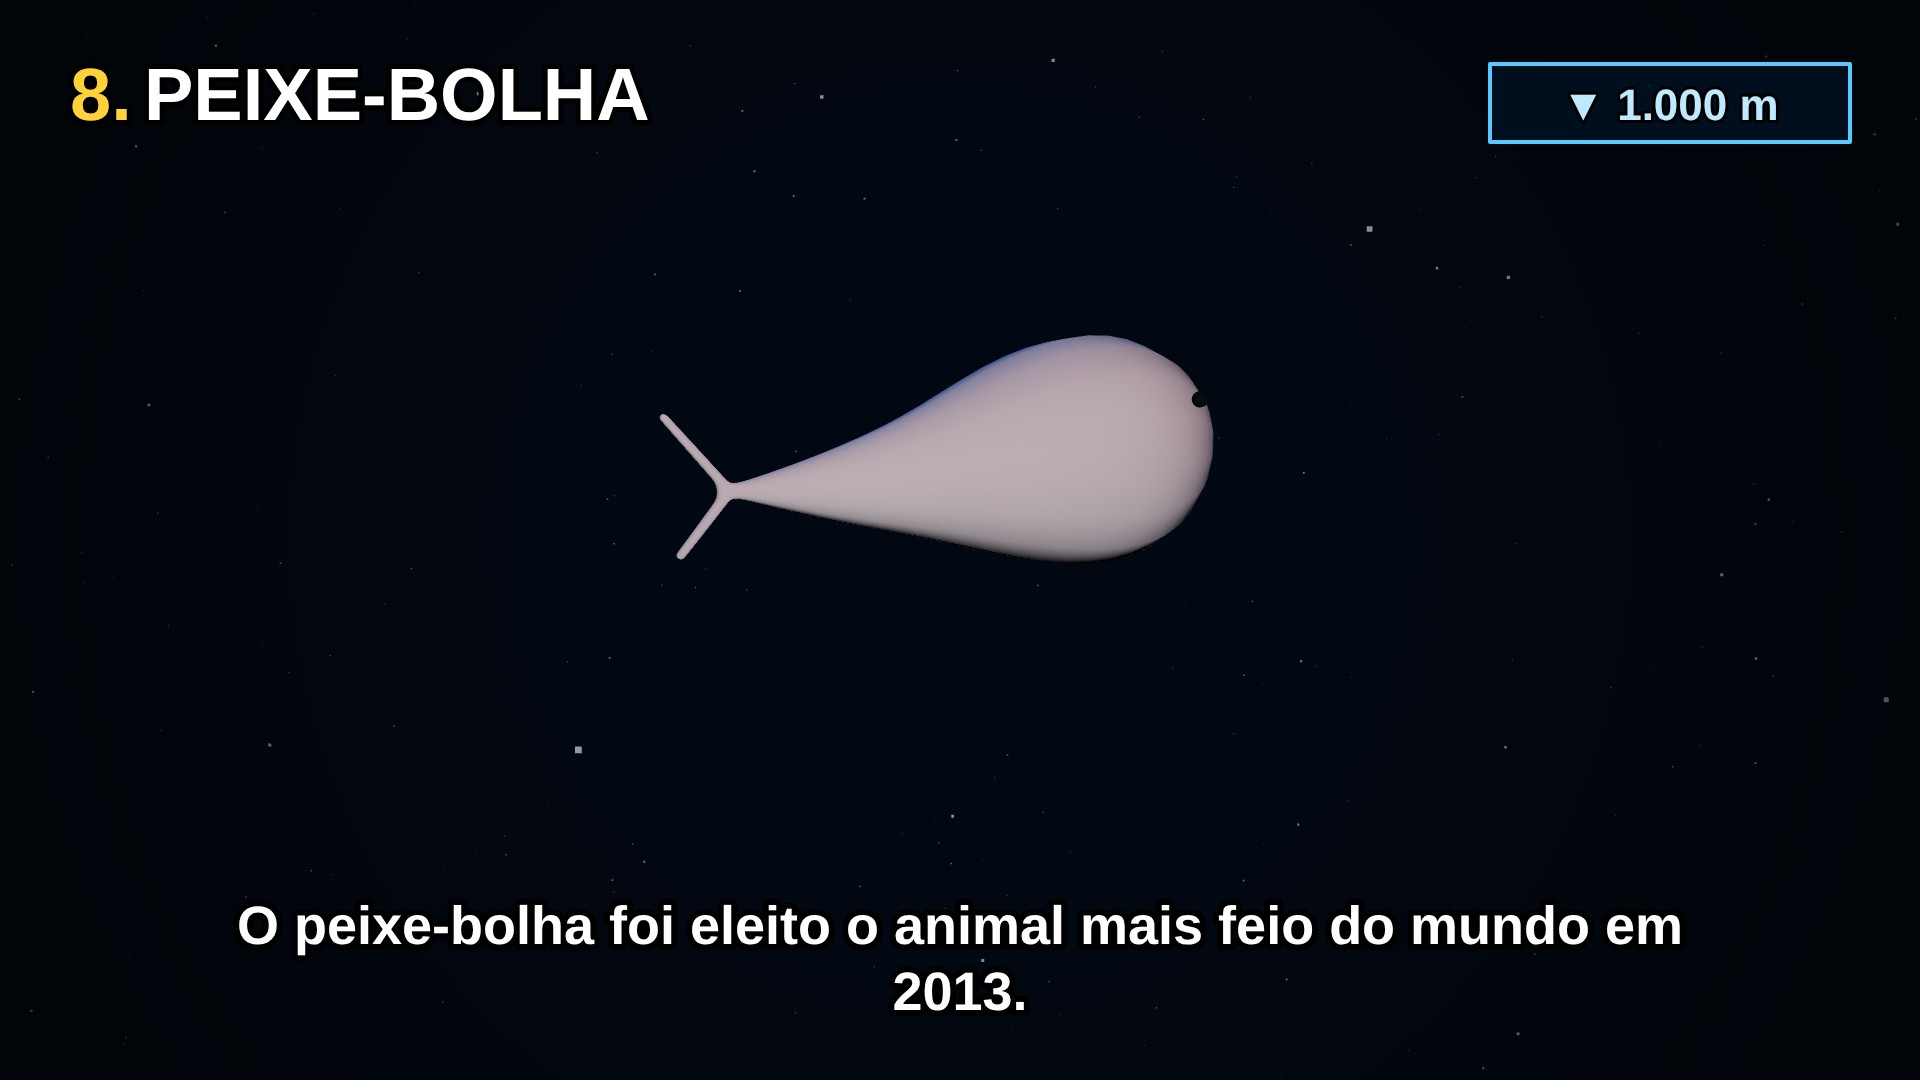 8. PEIXE-BOLHA
▼ 1.000 m
O peixe-bolha foi eleito o animal mais feio do mundo em
2013.